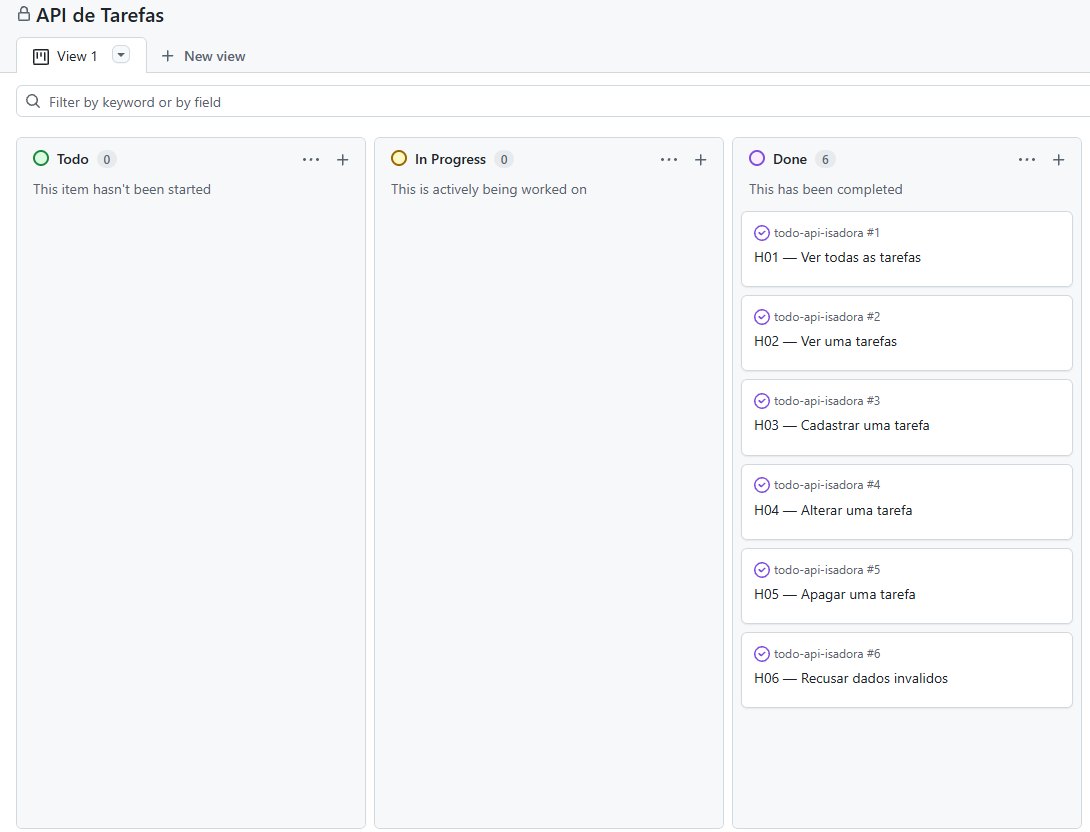 API de Tarefas
View 1
New view
Filter by keyword or by field
Todo 0
This item hasn't been started
In Progress 0
This is actively being worked on
Done 6
This has been completed
todo-api-isadora #1
H01 — Ver todas as tarefas
todo-api-isadora #2
H02 — Ver uma tarefas
todo-api-isadora #3
H03 — Cadastrar uma tarefa
todo-api-isadora #4
H04 — Alterar uma tarefa
todo-api-isadora #5
H05 — Apagar uma tarefa
todo-api-isadora #6
H06 — Recusar dados invalidos